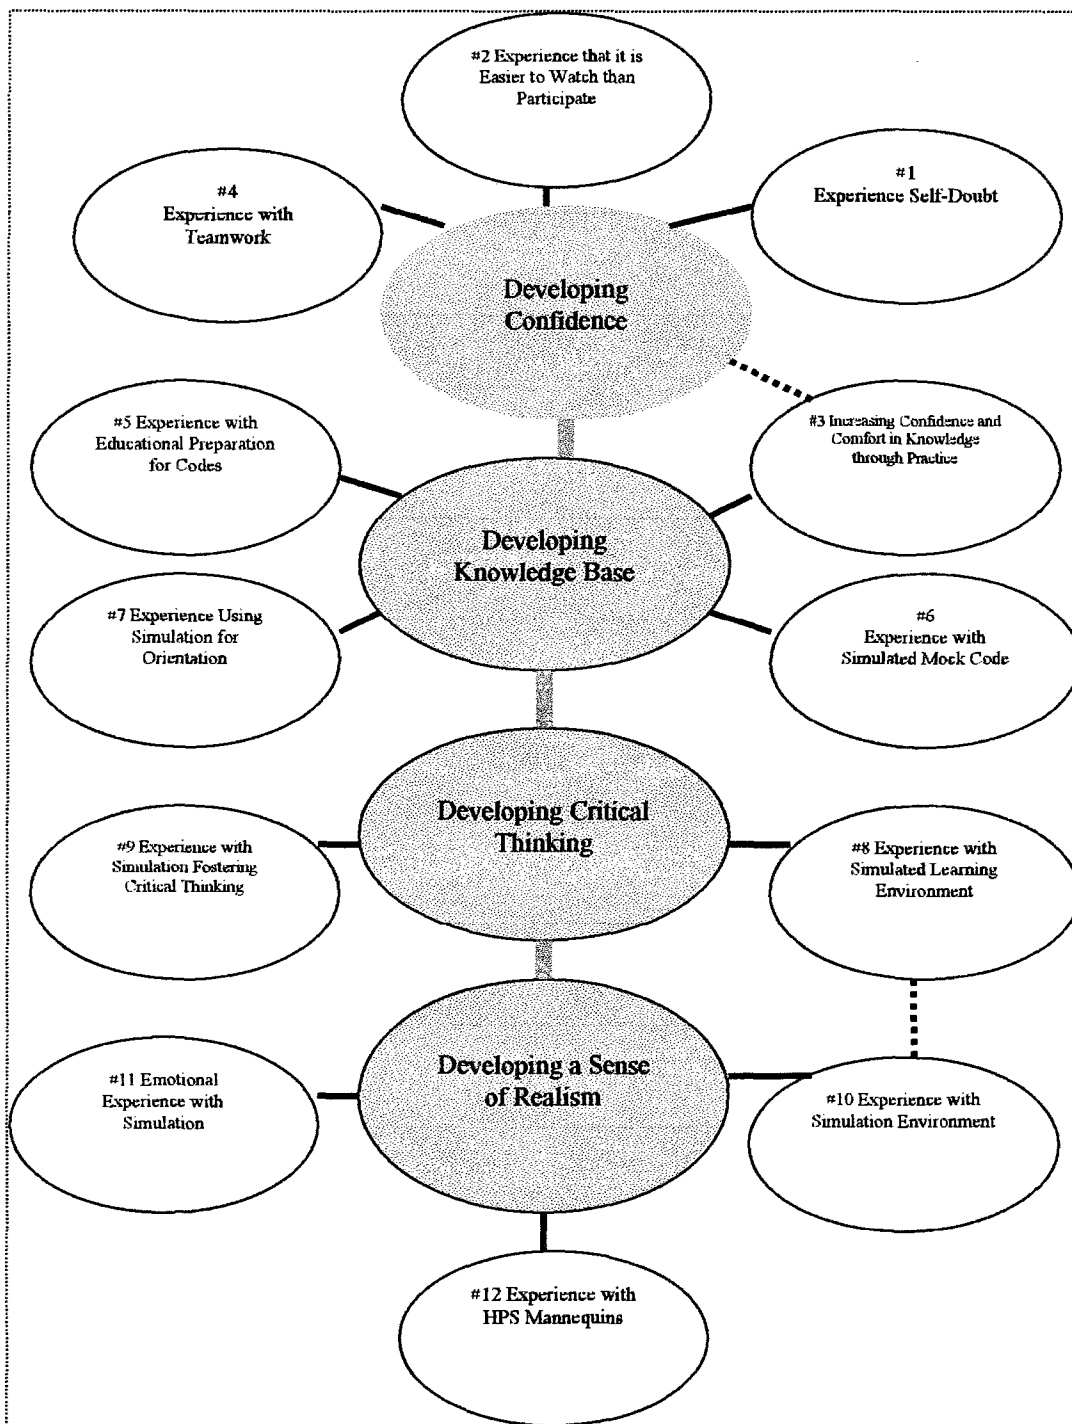 #2 Experience that it is
Easier to Watch than
Participate
#4
Experience with
Teamwork
#1
Experience Self-Doubt
Developing
Confidence
#5 Experience with
Educational Preparation
for Codes
#3 Increasing Confidence and
Comfort in Knowledge
through Practice
Developing
Knowledge Base
#7 Experience Using
Simulation for
Orientation
#6
Experience with
Simulated Mock Code
Developing Critical
Thinking
#9 Experience with
Simulation Fostering
Critical Thinking
#8 Experience with
Simulated Learning
Environment
Developing a Sense
of Realism
#11 Emotional
Experience with
Simulation
#10 Experience with
Simulation Environment
#12 Experience with
HPS Mannequins